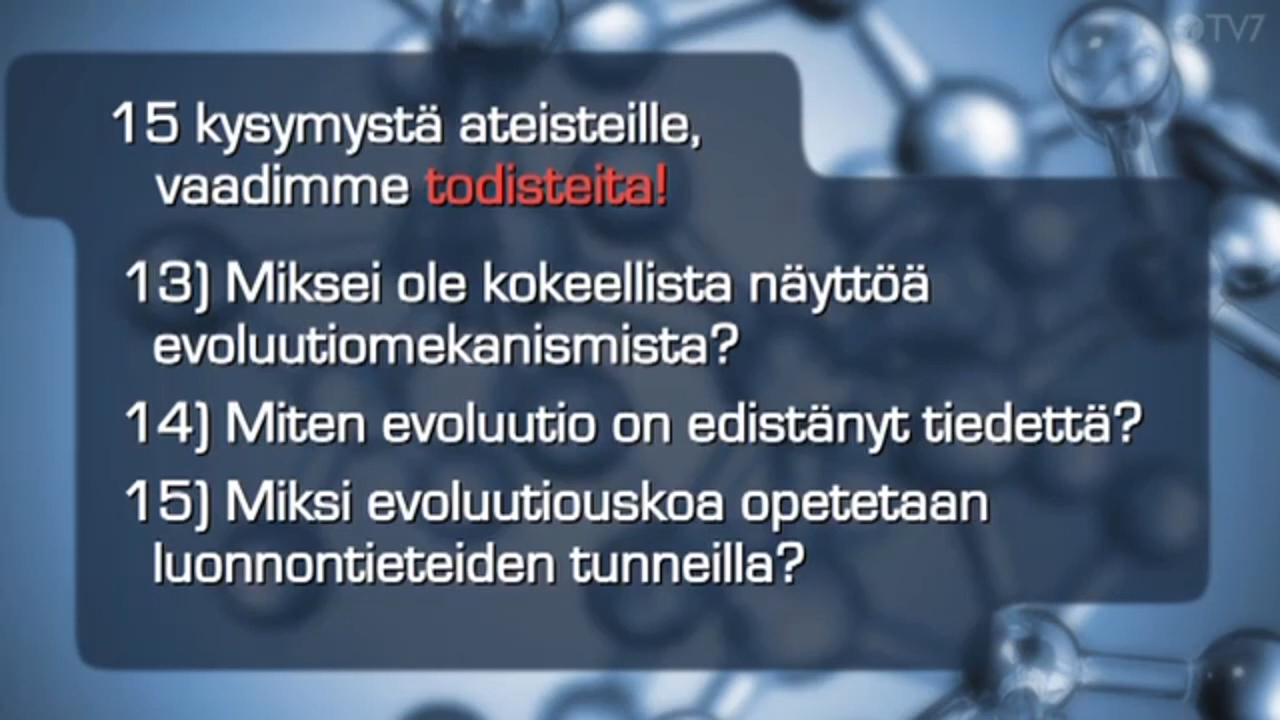 TV7
15 kysymystä ateisteille,
vaadimme todisteita!
13) Miksei ole kokeellista näyttöä
evoluutiomekanismista?
14) Miten evoluutio on edistänyt tiedettä?
15) Miksi evoluutiouskoa opetetaan
luonnontieteiden tunneilla?